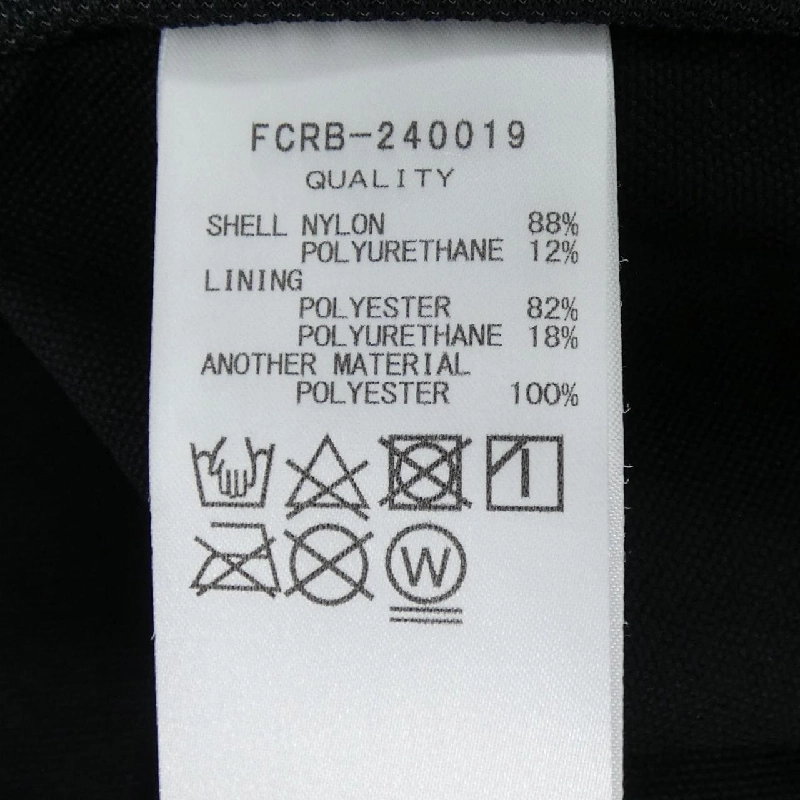 FCRB-240019
QUALITY
SHELL NYLON 88%
POLYURETHANE 12%
LINING
POLYESTER 82%
POLYURETHANE 18%
ANOTHER MATERIAL
POLYESTER 100%
W